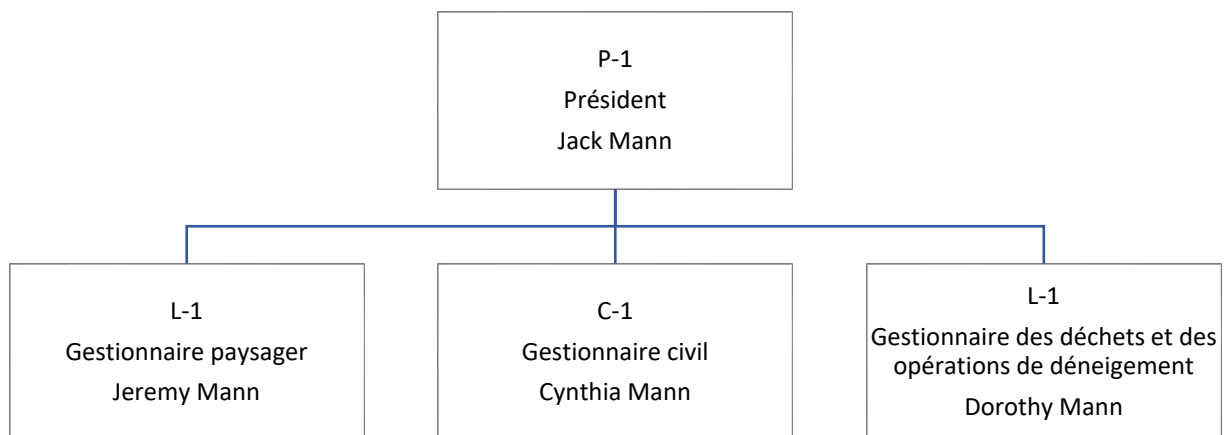 P-1
Président
Jack Mann
L-1
Gestionnaire paysager
Jeremy Mann
C-1
Gestionnaire civil
Cynthia Mann
L-1
Gestionnaire des déchets et des
opérations de déneigement
Dorothy Mann